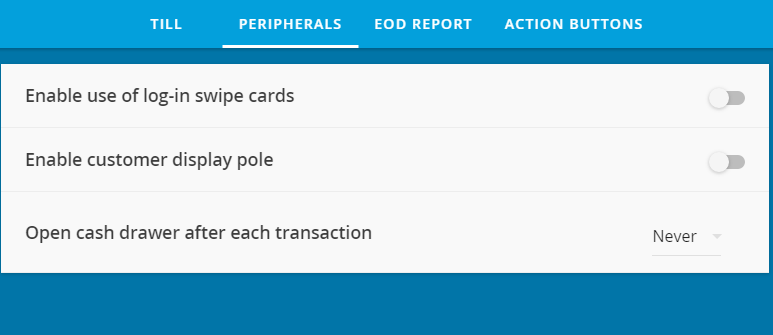 TILL PERIPHERALS EOD REPORT ACTION BUTTONS
Enable use of log-in swipe cards
Enable customer display pole
Open cash drawer after each transaction Never